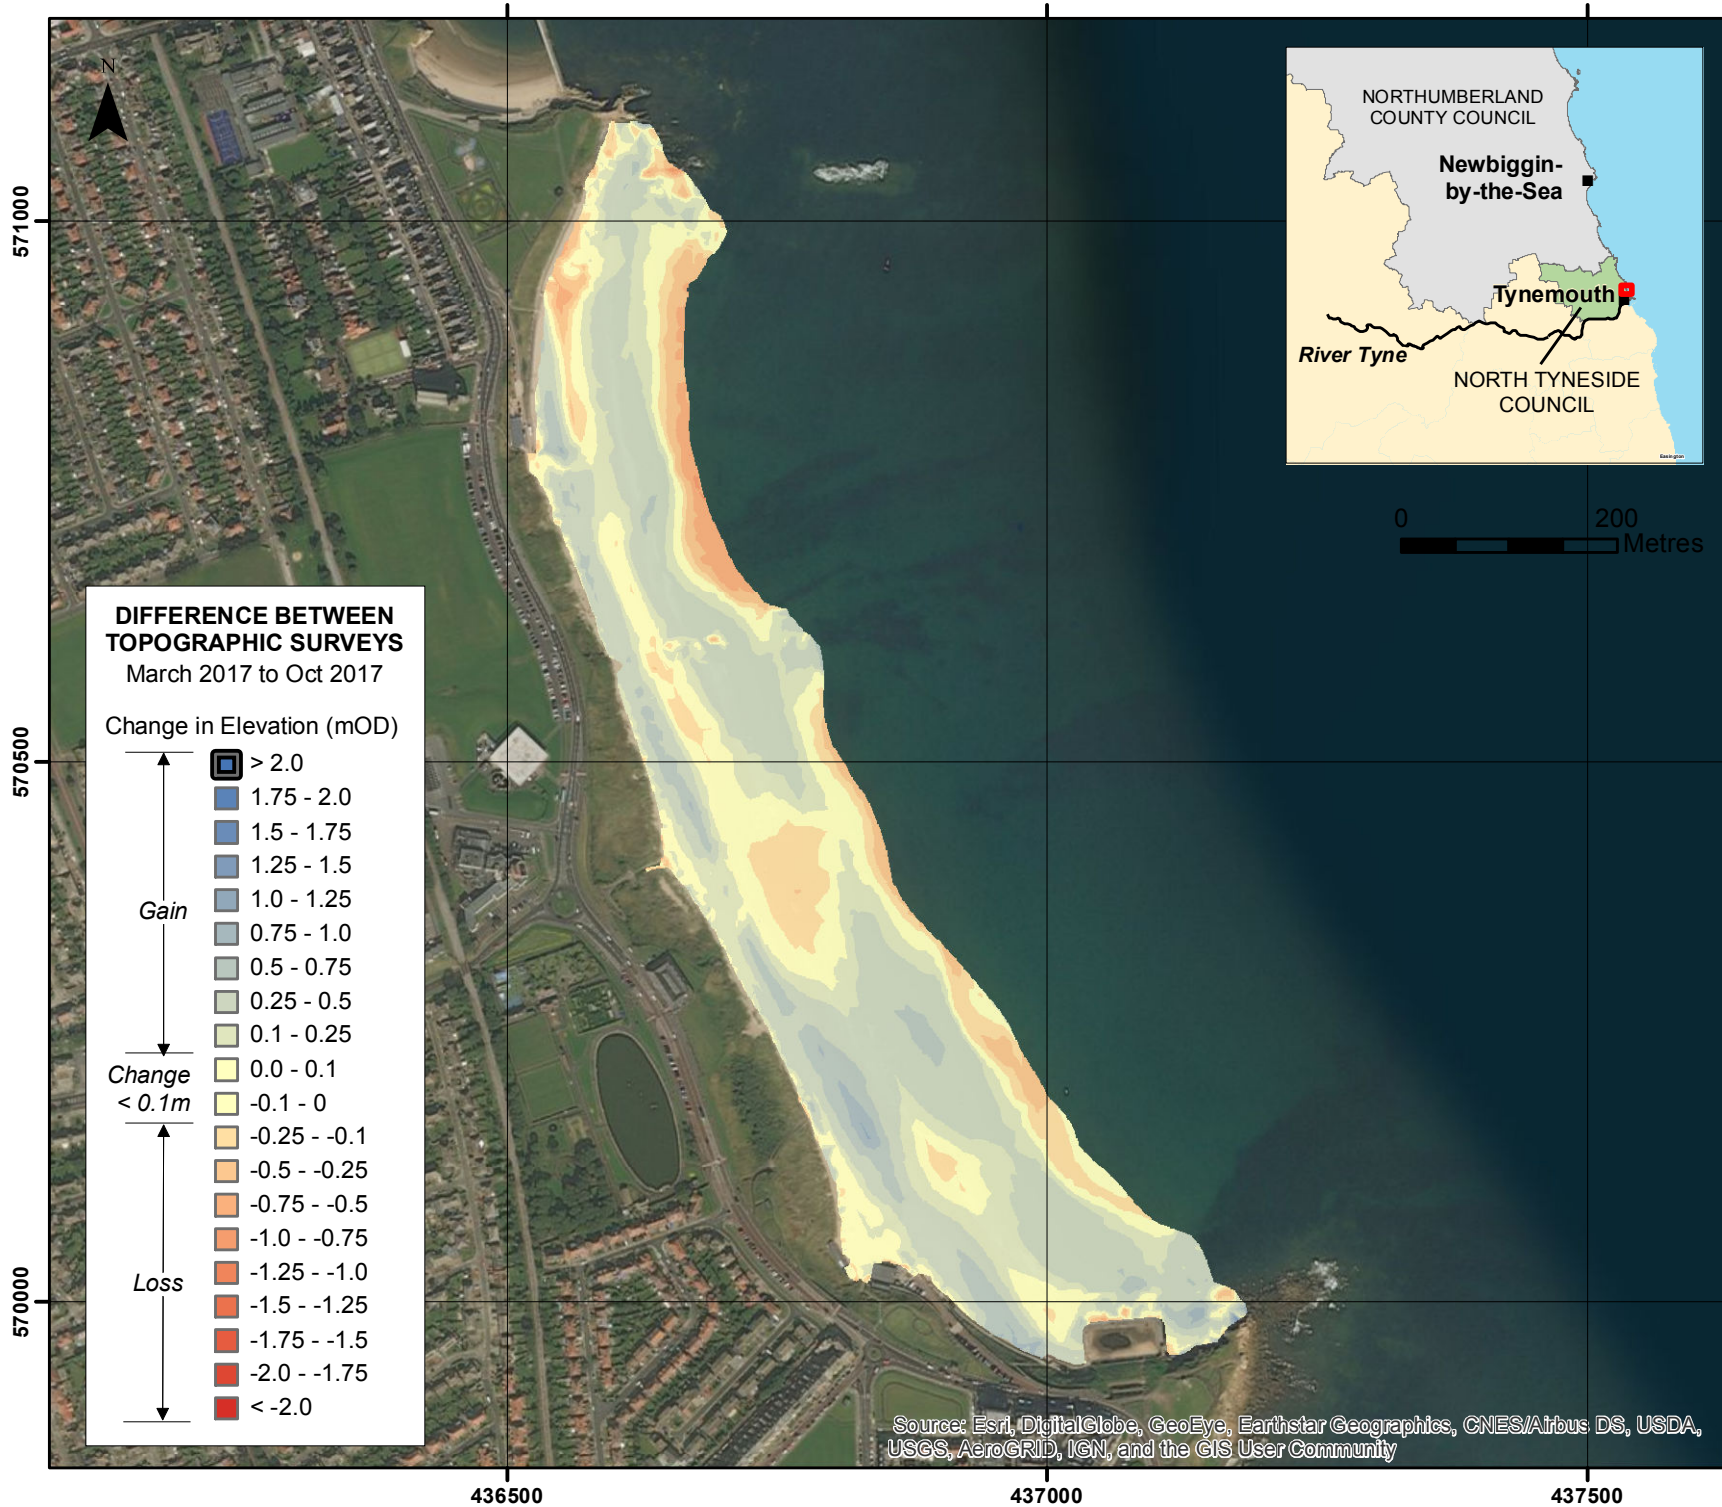 N
571000
570500
570000
436500
437000
437500
NORTHUMBERLAND
COUNTY COUNCIL
Newbiggin-
by-the-Sea
Tynemouth
River Tyne
NORTH TYNESIDE
COUNCIL
Easington
0
200
Metres
DIFFERENCE BETWEEN
TOPOGRAPHIC SURVEYS
March 2017 to Oct 2017
Change in Elevation (mOD)
> 2.0
1.75 - 2.0
1.5 - 1.75
1.25 - 1.5
1.0 - 1.25
Gain
0.75 - 1.0
0.5 - 0.75
0.25 - 0.5
0.1 - 0.25
0.0 - 0.1
Change
< 0.1m
-0.1 - 0
-0.25 - -0.1
-0.5 - -0.25
-0.75 - -0.5
-1.0 - -0.75
-1.25 - -1.0
Loss
-1.5 - -1.25
-1.75 - -1.5
-2.0 - -1.75
< -2.0
Source: Esri, DigitalGlobe, GeoEye, Earthstar Geographics, CNES/Airbus DS, USDA,
USGS, AeroGRID, IGN, and the GIS User Community